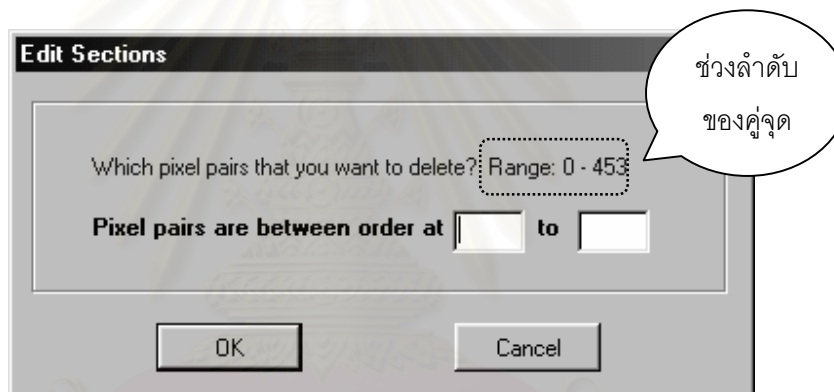 Edit Sections
ช่วงลำดับ
ของคู่จุด
Which pixel pairs that you want to delete? Range: 0 - 453
Pixel pairs are between order at to
OK Cancel